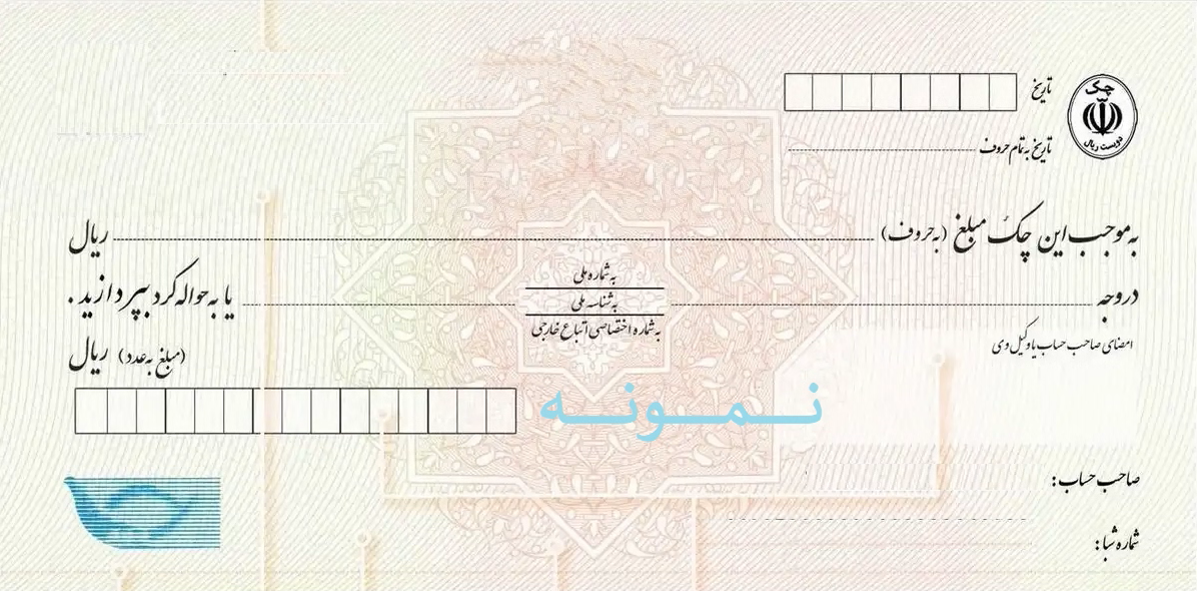 چک
دویست ریال
تاریخ
تاریخ به تمام حروف
به موجب این چک مبلغ (به حروف) ریال
به شماره ملی
در وجه به شناسه ملی یا به حواله کرد بپردازید.
به شماره اختصاصی اتباع خارجی
امضای صاحب حساب یا وکیل وی
(مبلغ به عدد) ریال
نــمــونــه
صاحب حساب:
شماره شبا: